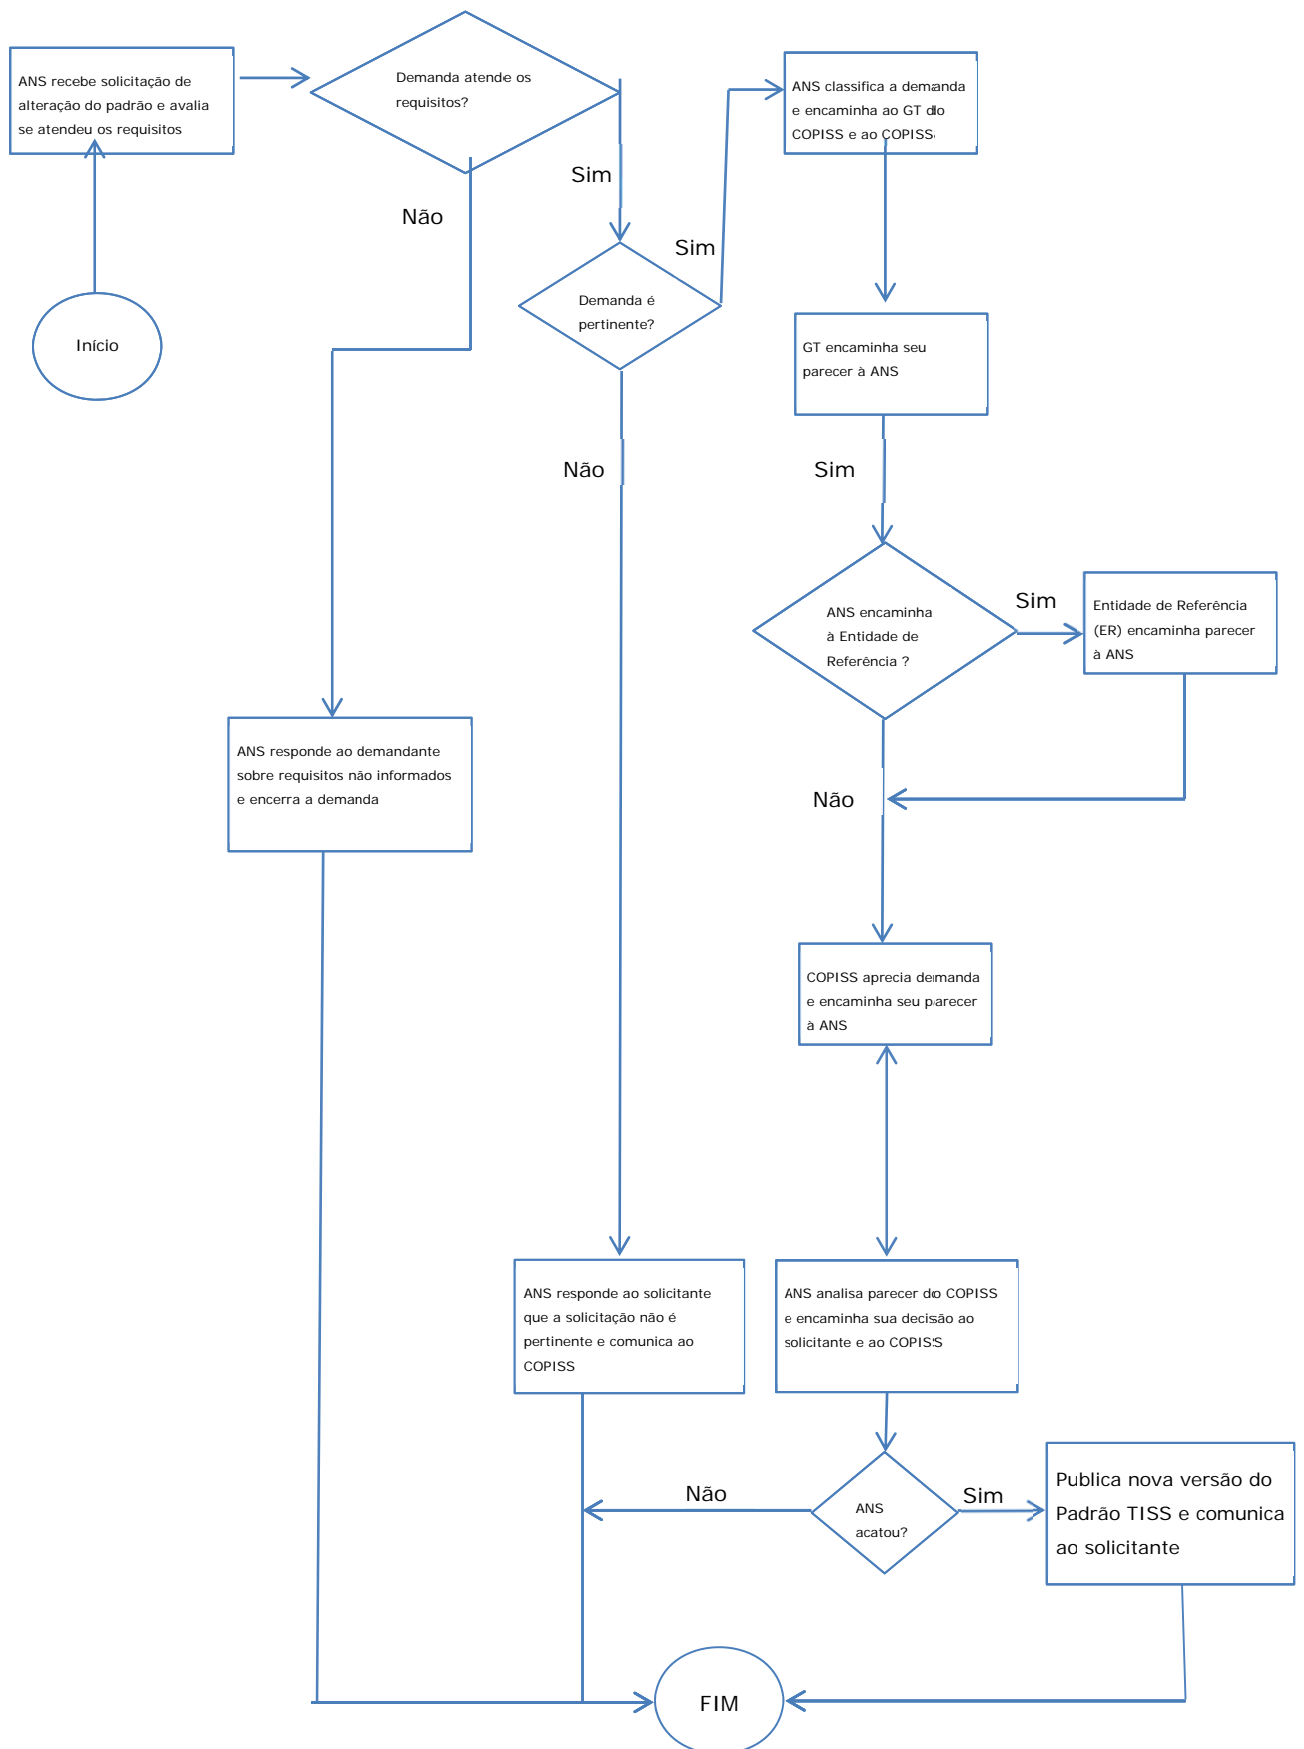 ANS recebe solicitação de
alteração do padrão e avalia
se atendeu os requisitos
Demanda atende os
requisitos?
ANS classifica a demanda
e encaminha ao GT do
COPISS e ao COPISS
Sim
Não
Sim
Demanda é
pertinente?
Início
GT encaminha seu
parecer à ANS
Não
Sim
ANS encaminha
à Entidade de
Referência ?
Sim
Entidade de Referência
(ER) encaminha parecer
à ANS
ANS responde ao demandante
sobre requisitos não informados
e encerra a demanda
Não
COPISS aprecia demanda
e encaminha seu parecer
à ANS
ANS responde ao solicitante
que a solicitação não é
pertinente e comunica ao
COPISS
ANS analisa parecer do COPISS
e encaminha sua decisão ao
solicitante e ao COPISS
Não
ANS
acatou?
Sim
Publica nova versão do
Padrão TISS e comunica
ao solicitante
FIM